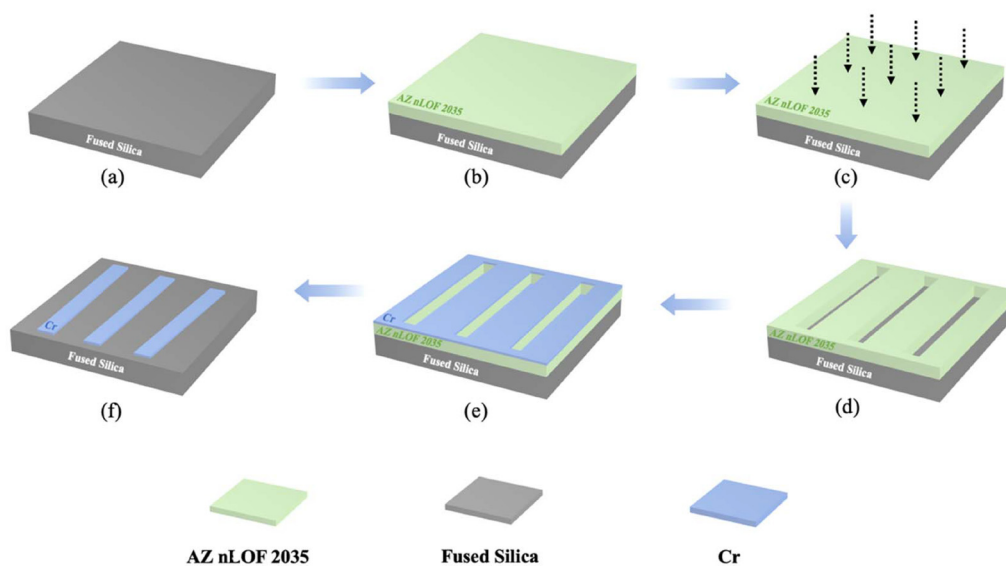 Fused Silica
(a)
AZ nLOF 2035
Fused Silica
(b)
AZ nLOF 2035
Fused Silica
(c)
Cr
Fused Silica
(f)
Cr
AZ nLOF 2035
Fused Silica
(e)
AZ nLOF 2035
Fused Silica
(d)
AZ nLOF 2035
Fused Silica
Cr